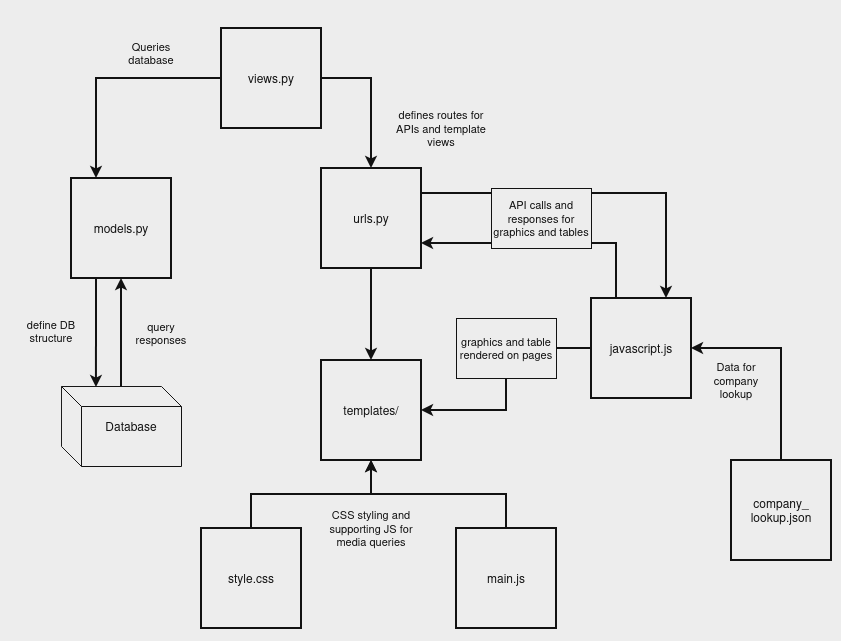 Queries
database
views.py
defines routes for
APIs and template
views
models.py
urls.py
API calls and
responses for
graphics and tables
define DB
structure
query
responses
graphics and table
rendered on pages
javascript.js
Data for
company
lookup
templates/
Database
company_
lookup.json
CSS styling and
supporting JS for
media queries
style.css
main.js